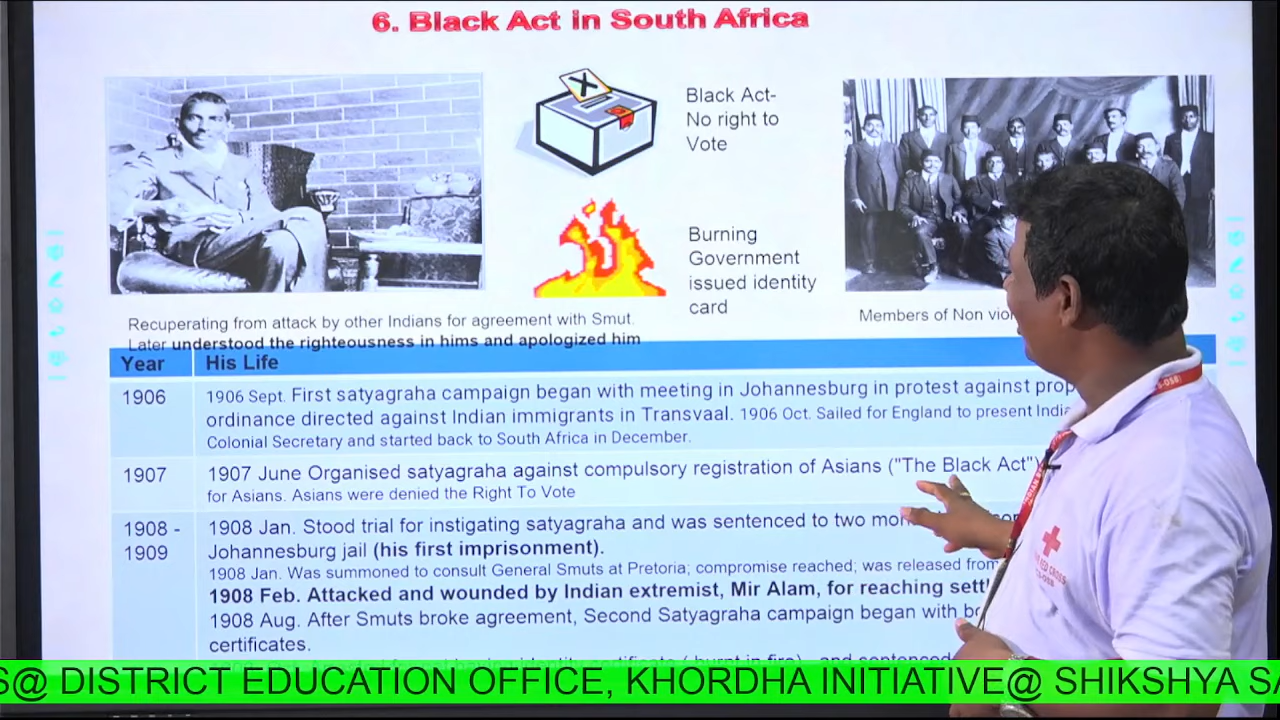 6. Black Act in South Africa
Black Act-
No right to
Vote
Burning
Government
issued identity
card
Recuperating from attack by other Indians for agreement with Smut.
Later understood the righteousness in hims and apologized him
Members of Non
Year His Life
1906 1906 Sept. First satyagraha campaign began with meeting in Johannesburg in protest against
ordinance directed against Indian immigrants in Transvaal. 1906 Oct. Sailed for England to present
Colonial Secretary and started back to South Africa in December.
1907 1907 June Organised satyagraha against compulsory registration of Asians ("The Black Act")
for Asians. Asians were denied the Right To Vote
1908 - 1908 Jan. Stood trial for instigating satyagraha and was sentenced to two
1909 Johannesburg jail (his first imprisonment).
1908 Jan. Was summoned to consult General Smuts at Pretoria; compromise reached; was released from
1908 Feb. Attacked and wounded by Indian extremist, Mir Alam, for reaching
1908 Aug. After Smuts broke agreement, Second Satyagraha campaign began with
certificates.
S@ DISTRICT EDUCATION OFFICE, KHORDHA INITIATIVE@ SHIKSHYA